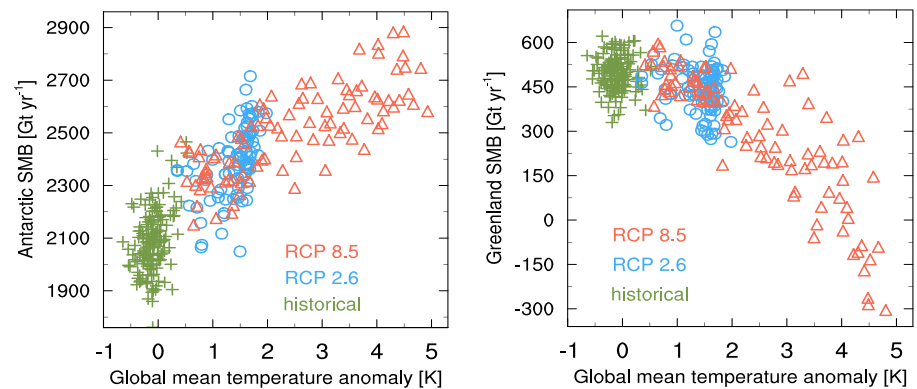 2900
2700
2500
2300
2100
1900
Antarctic SMB [Gt yr-1]
RCP 8.5
RCP 2.6
historical
-1 0 1 2 3 4 5
Global mean temperature anomaly [K]
600
450
300
150
0
-150
-300
Greenland SMB [Gt yr-1]
RCP 8.5
RCP 2.6
historical
-1 0 1 2 3 4 5
Global mean temperature anomaly [K]